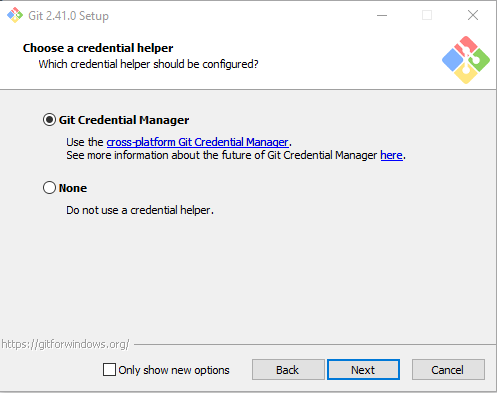 Git 2.41.0 Setup
Choose a credential helper
Which credential helper should be configured?
Git Credential Manager
Use the cross-platform Git Credential Manager.
See more information about the future of Git Credential Manager here.
None
Do not use a credential helper.
https://gitforwindows.org/
Only show new options
Back
Next
Cancel